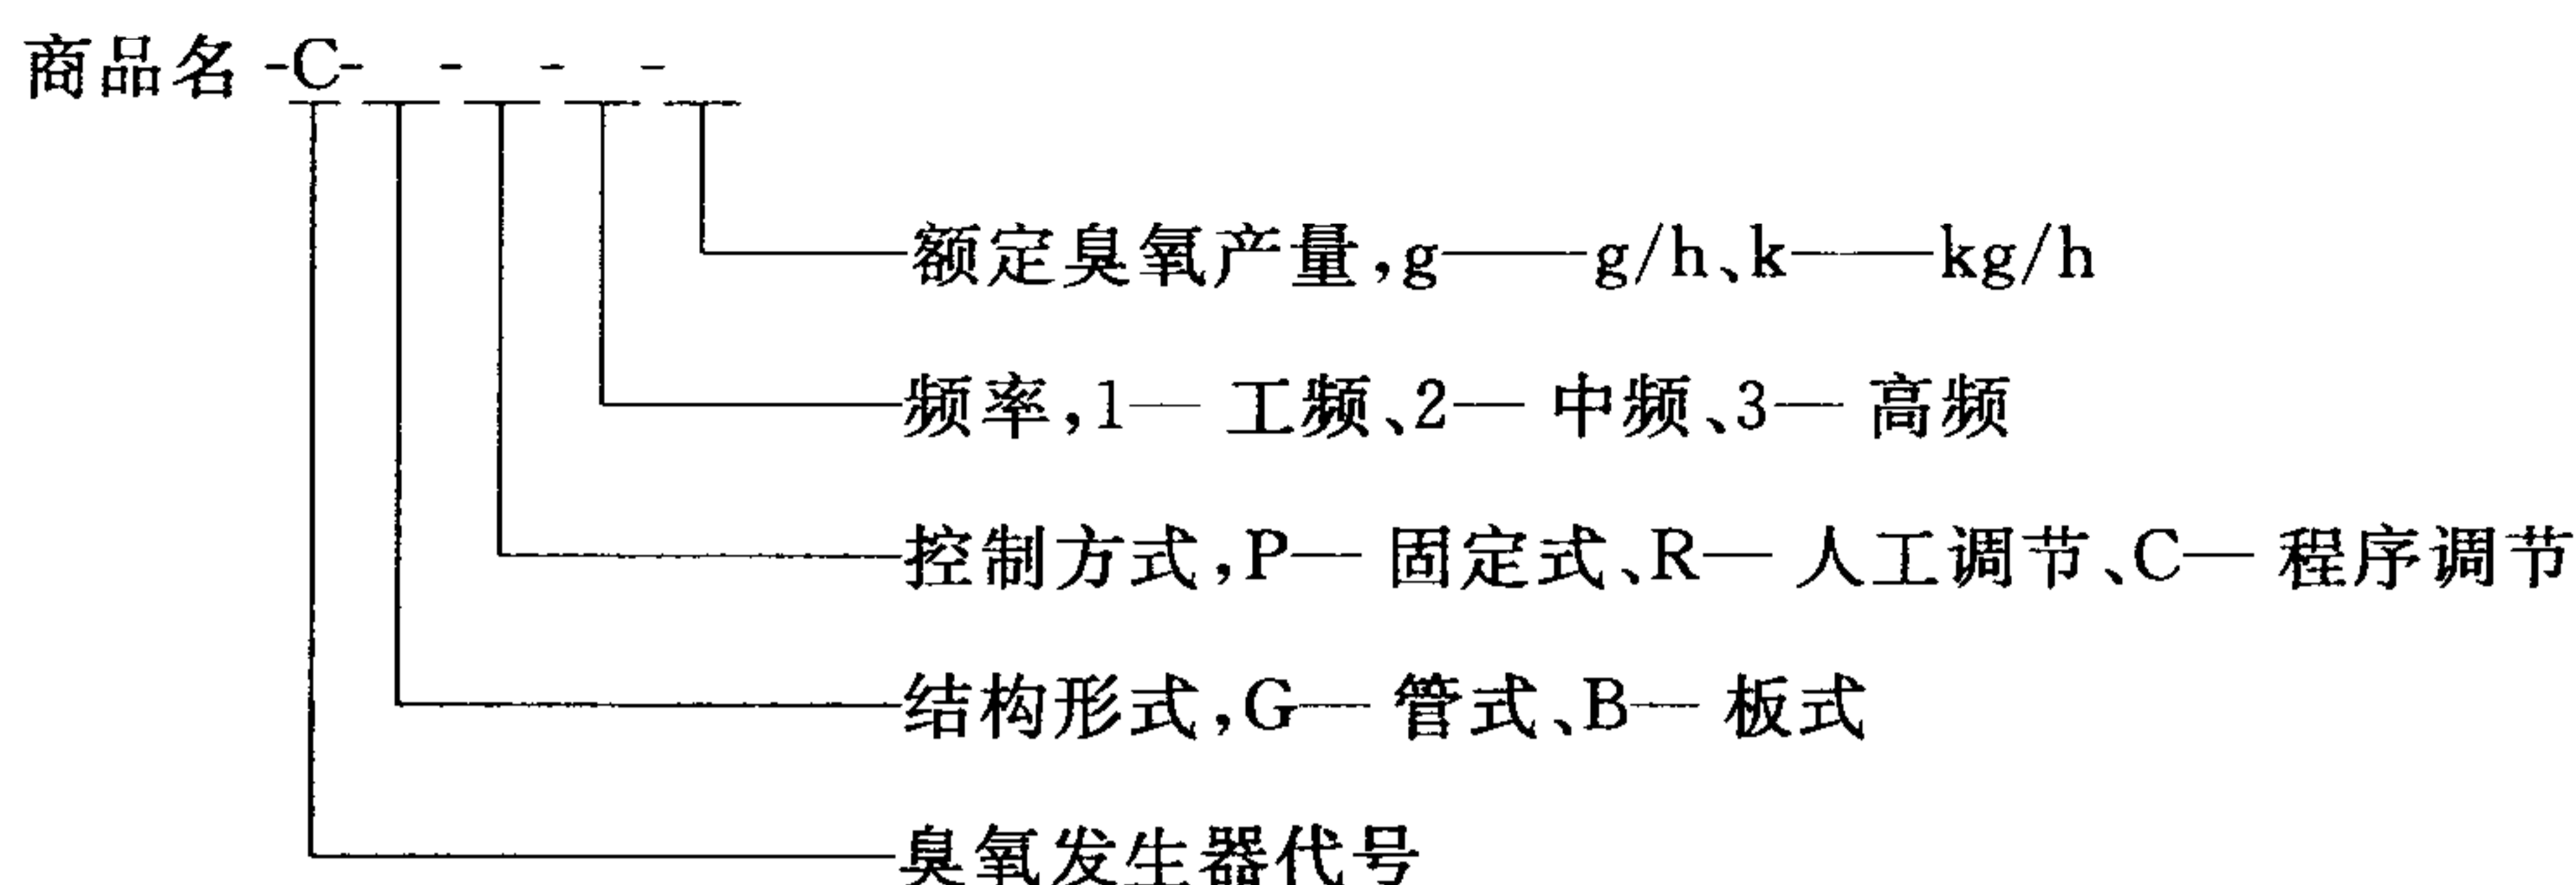 商品名-C- - - -
额定臭氧产量,g——g/h、k——kg/h
频率,1— 工频、2— 中频、3— 高频
控制方式,P— 固定式、R— 人工调节、C— 程序调节
结构形式,G— 管式、B— 板式
臭氧发生器代号